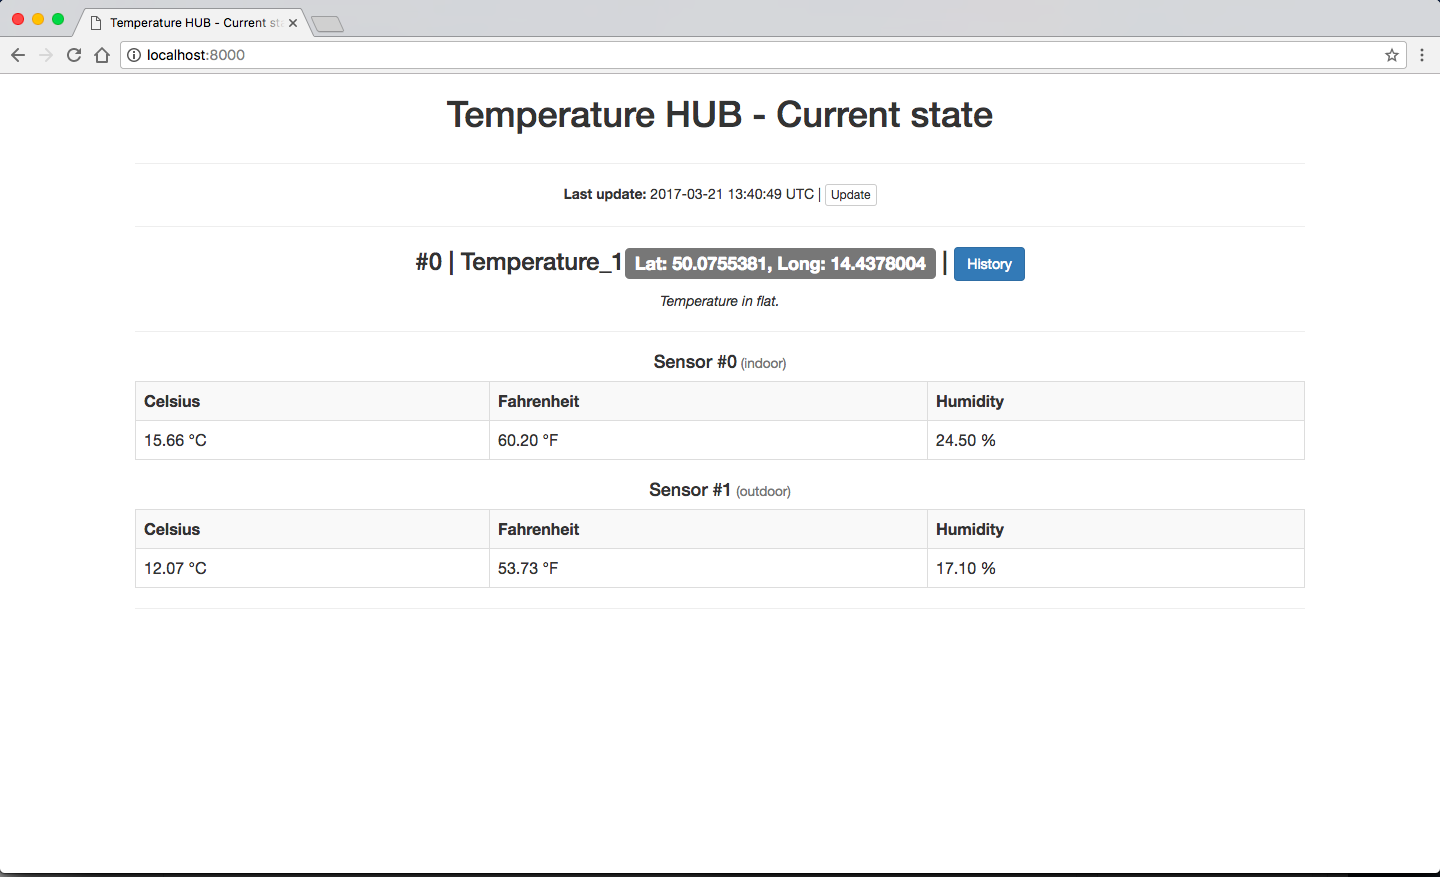 Temperature HUB - Current st
localhost:8000
Temperature HUB - Current state
Last update: 2017-03-21 13:40:49 UTC | Update
#0 | Temperature_1 Lat: 50.0755381, Long: 14.4378004 | History
Temperature in flat.
Sensor #0 (indoor)
Celsius Fahrenheit Humidity
15.66 °C 60.20 °F 24.50 %
Sensor #1 (outdoor)
Celsius Fahrenheit Humidity
12.07 °C 53.73 °F 17.10 %